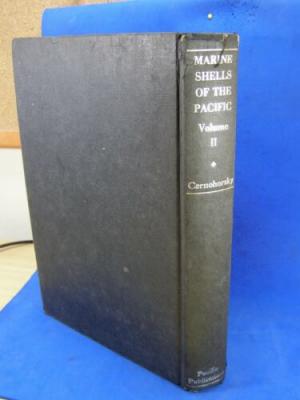 MARINE
SHELLS
OF THE
PACIFIC
Volume
II
Cernohorsky
Pacific
Publications